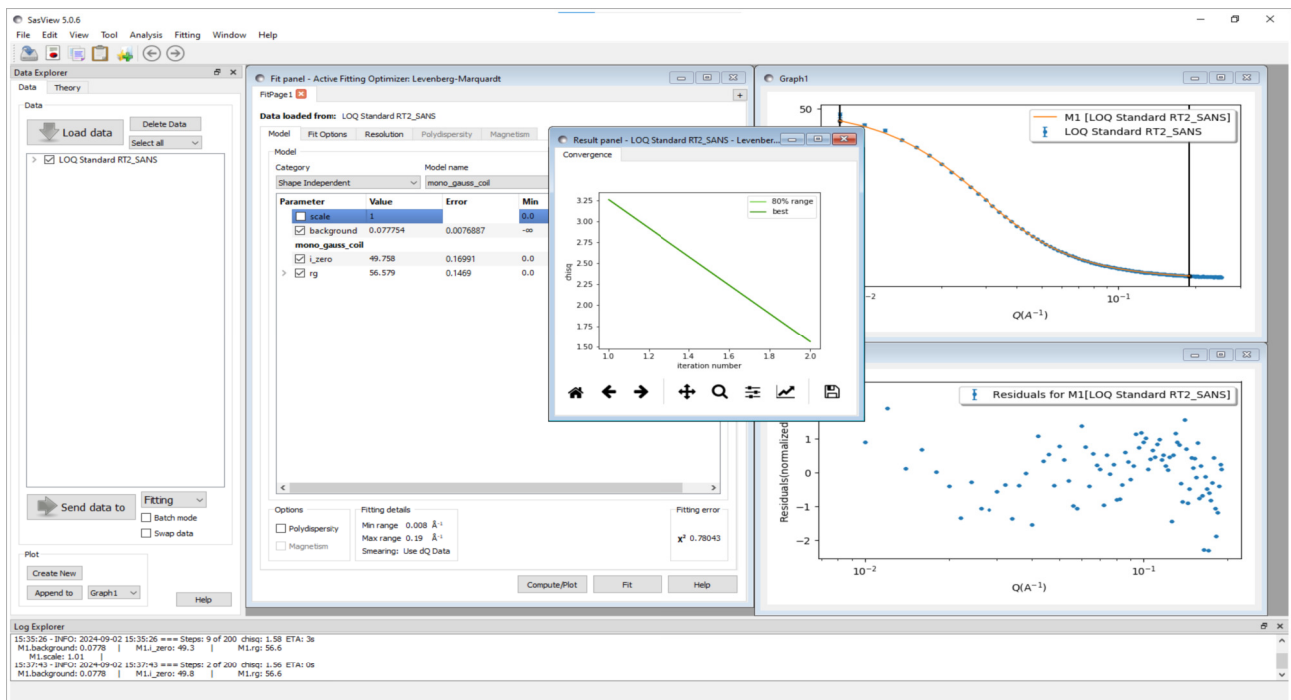 SasView 5.0.6
File Edit View Tool Analysis Fitting Window Help
Data Explorer
Data Theory
Data
Load data
Delete Data
Select all
LOQ Standard RT2_SANS
Send data to
Fitting
Batch mode
Swap data
Plot
Create New
Append to Graph1
Help
Fit panel - Active Fitting Optimizer: Levenberg-Marquardt
FitPage1
Data loaded from: LOQ Standard RT2_SANS
Model Fit Options Resolution Polydispersity Magnetism
Model
Category Model name
Shape Independent mono_gauss_coil
Parameter Value Error Min
scale 1 0.0
background 0.077754 0.0076887 -∞
mono_gauss_coil
i_zero 49.758 0.16991 0.0
rg 56.579 0.1469 0.0
Options Fitting details Fitting error
Polydispersity
Magnetism
Min range 0.008 Å⁻¹
Max range 0.19 Å⁻¹
Smearing: Use dQ Data
χ² 0.78043
Compute/Plot Fit Help
Result panel - LOQ Standard RT2_SANS - Levenber...
Convergence
80% range
best
3.25
3.00
2.75
2.50
2.25
2.00
1.75
1.50
chisq
1.0 1.2 1.4 1.6 1.8 2.0
iteration number
Graph1
50
M1 [LOQ Standard RT2_SANS]
LOQ Standard RT2_SANS
10⁻¹
Q(A⁻¹)
Residuals for M1[LOQ Standard RT2_SANS]
Residuals(normalized
1
0
−1
−2
10⁻² 10⁻¹
Q(A⁻¹)
Log Explorer
15:35:26 - INFO: 2024-09-02 15:35:26 === Steps: 9 of 200 chisq: 1.58 ETA: 3s
M1.background: 0.0778 | M1.i_zero: 49.3 | M1.rg: 56.6
M1.scale: 1.01 |
15:37:43 - INFO: 2024-09-02 15:37:43 === Steps: 2 of 200 chisq: 1.56 ETA: 0s
M1.background: 0.0778 | M1.i_zero: 49.8 | M1.rg: 56.6